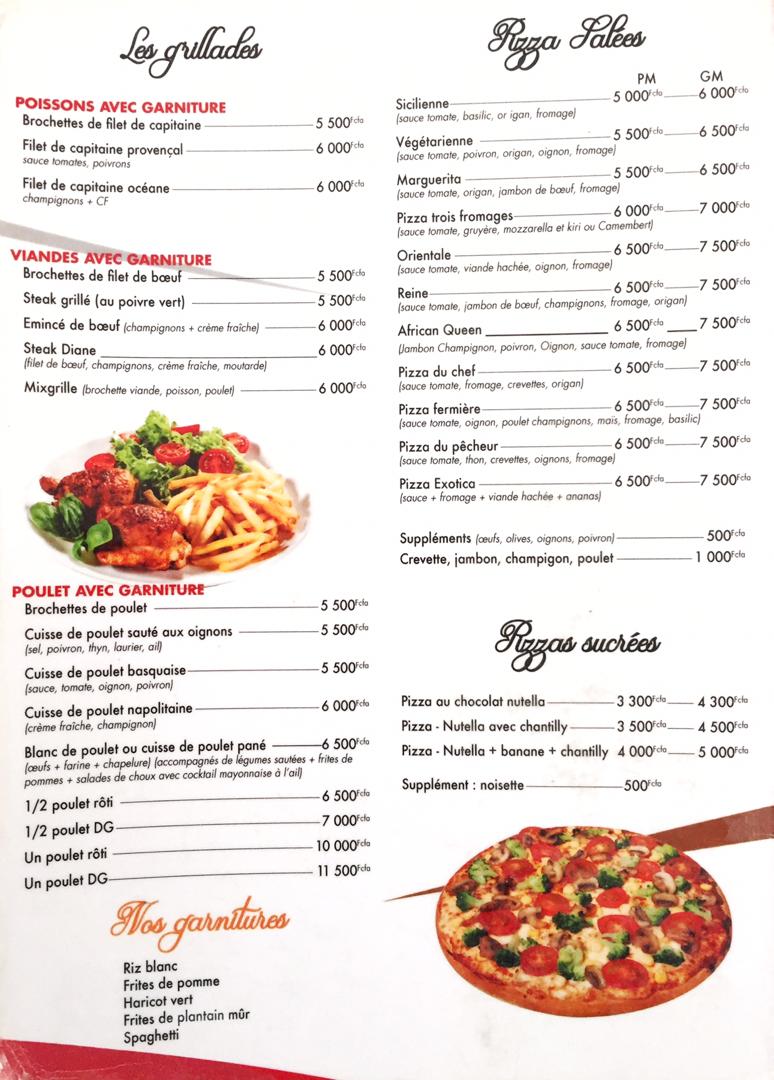 Les grillades
POISSONS AVEC GARNITURE
Brochettes de filet de capitaine 5 500Fcfa
Filet de capitaine provençal 6 000Fcfa
sauce tomates, poivrons
Filet de capitaine océane 6 000Fcfa
champignons + CF
VIANDES AVEC GARNITURE
Brochettes de filet de bœuf 5 500Fcfa
Steak grillé (au poivre vert) 5 500Fcfa
Emincé de bœuf (champignons + crème fraîche) 6 000Fcfa
Steak Diane 6 000Fcfa
(filet de bœuf, champignons, crème fraîche, moutarde)
Mixgrille (brochette viande, poisson, poulet) 6 000Fcfa
POULET AVEC GARNITURE
Brochettes de poulet 5 500Fcfa
Cuisse de poulet sauté aux oignons 5 500Fcfa
(sel, poivron, thyn, laurier, ail)
Cuisse de poulet basquaise 5 500Fcfa
(sauce, tomate, oignon, poivron)
Cuisse de poulet napolitaine 6 000Fcfa
(crème fraîche, champignon)
Blanc de poulet ou cuisse de poulet pané 6 500Fcfa
(œufs + farine + chapelure) (accompagnés de légumes sautées + frites de
pommes + salades de choux avec cocktail mayonnaise à l'ail)
1/2 poulet rôti 6 500Fcfa
1/2 poulet DG 7 000Fcfa
Un poulet rôti 10 000Fcfa
Un poulet DG 11 500Fcfa
Nos garnitures
Riz blanc
Frites de pomme
Haricot vert
Frites de plantain mûr
Spaghetti
Pizza Salées
PM GM
Sicilienne 5 000Fcfa 6 000Fcfa
(sauce tomate, basilic, or igan, fromage)
Végétarienne 5 500Fcfa 6 500Fcfa
(sauce tomate, poivron, origan, oignon, fromage)
Marguerita 5 500Fcfa 6 500Fcfa
(sauce tomate, origan, jambon de bœuf, fromage)
Pizza trois fromages 6 000Fcfa 7 000Fcfa
(sauce tomate, gruyère, mozzarella et kiri ou Camembert)
Orientale 6 500Fcfa 7 500Fcfa
(sauce tomate, viande hachée, oignon, fromage)
Reine 6 500Fcfa 7 500Fcfa
(sauce tomate, jambon de bœuf, champignons, fromage, origan)
African Queen 6 500Fcfa 7 500Fcfa
(Jambon Champignon, poivron, Oignon, sauce tomate, fromage)
Pizza du chef 6 500Fcfa 7 500Fcfa
(sauce tomate, fromage, crevettes, origan)
Pizza fermière 6 500Fcfa 7 500Fcfa
(sauce tomate, oignon, poulet champignons, maïs, fromage, basilic)
Pizza du pêcheur 6 500Fcfa 7 500Fcfa
(sauce tomate, thon, crevettes, oignons, fromage)
Pizza Exotica 6 500Fcfa 7 500Fcfa
(sauce + fromage + viande hachée + ananas)
Suppléments (œufs, olives, oignons, poivron) 500Fcfa
Crevette, jambon, champigon, poulet 1 000Fcfa
Pizzas sucrées
Pizza au chocolat nutella 3 300Fcfa 4 300Fcfa
Pizza - Nutella avec chantilly 3 500Fcfa 4 500Fcfa
Pizza - Nutella + banane + chantilly 4 000Fcfa 5 000Fcfa
Supplément : noisette 500Fcfa